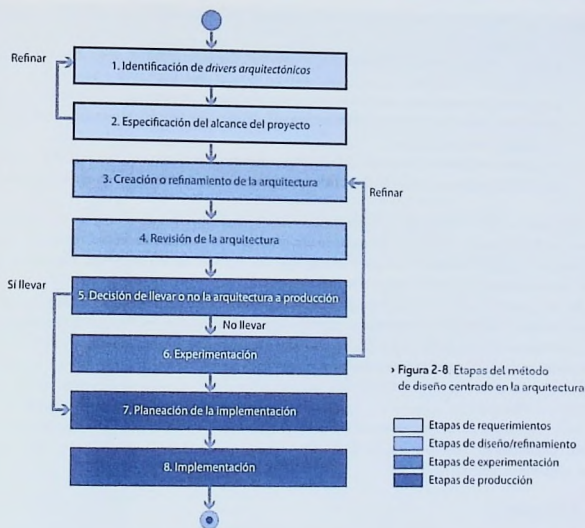 Refinar
1. Identificación de drivers arquitectónicos
2. Especificación del alcance del proyecto
3. Creación o refinamiento de la arquitectura
Refinar
4. Revisión de la arquitectura
Sí llevar
5. Decisión de llevar o no la arquitectura a producción
No llevar
6. Experimentación
7. Planeación de la implementación
8. Implementación
› Figura 2-8 Etapas del método
de diseño centrado en la arquitectura
Etapas de requerimientos
Etapas de diseño/refinamiento
Etapas de experimentación
Etapas de producción